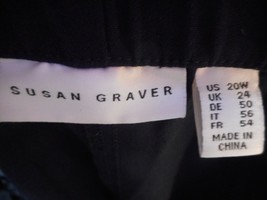 SUSAN GRAVER
US 20W
UK 24
DE 50
IT 56
FR 54
MADE IN
CHINA